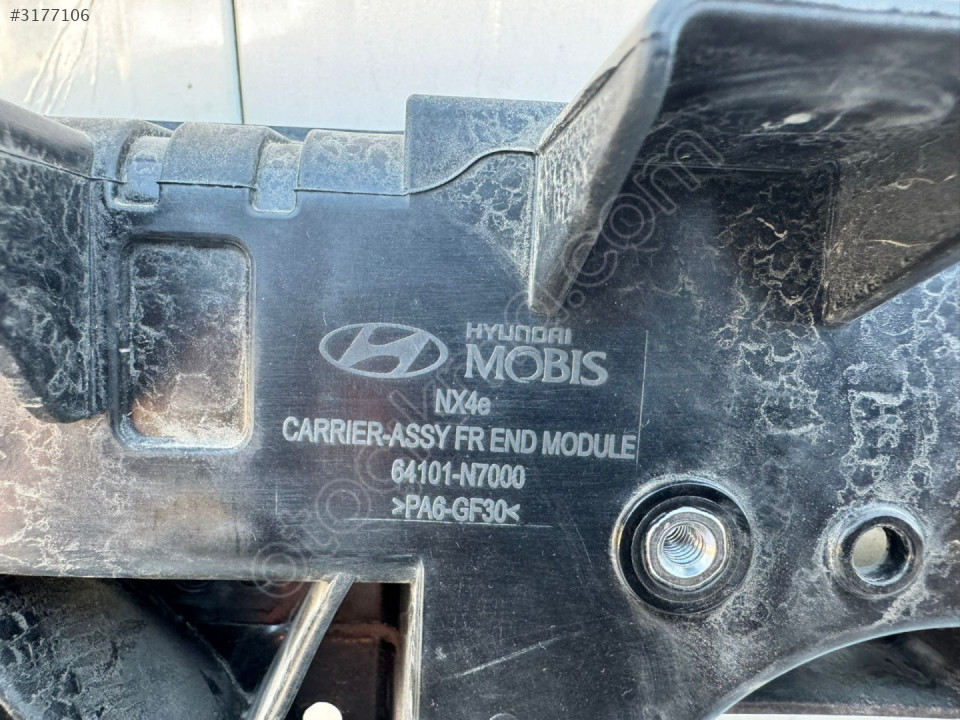 #3177106
HYUNDAI
MOBIS
NX4e
CARRIER-ASSY FR END MODULE
64101-N7000
>PA6-GF30<